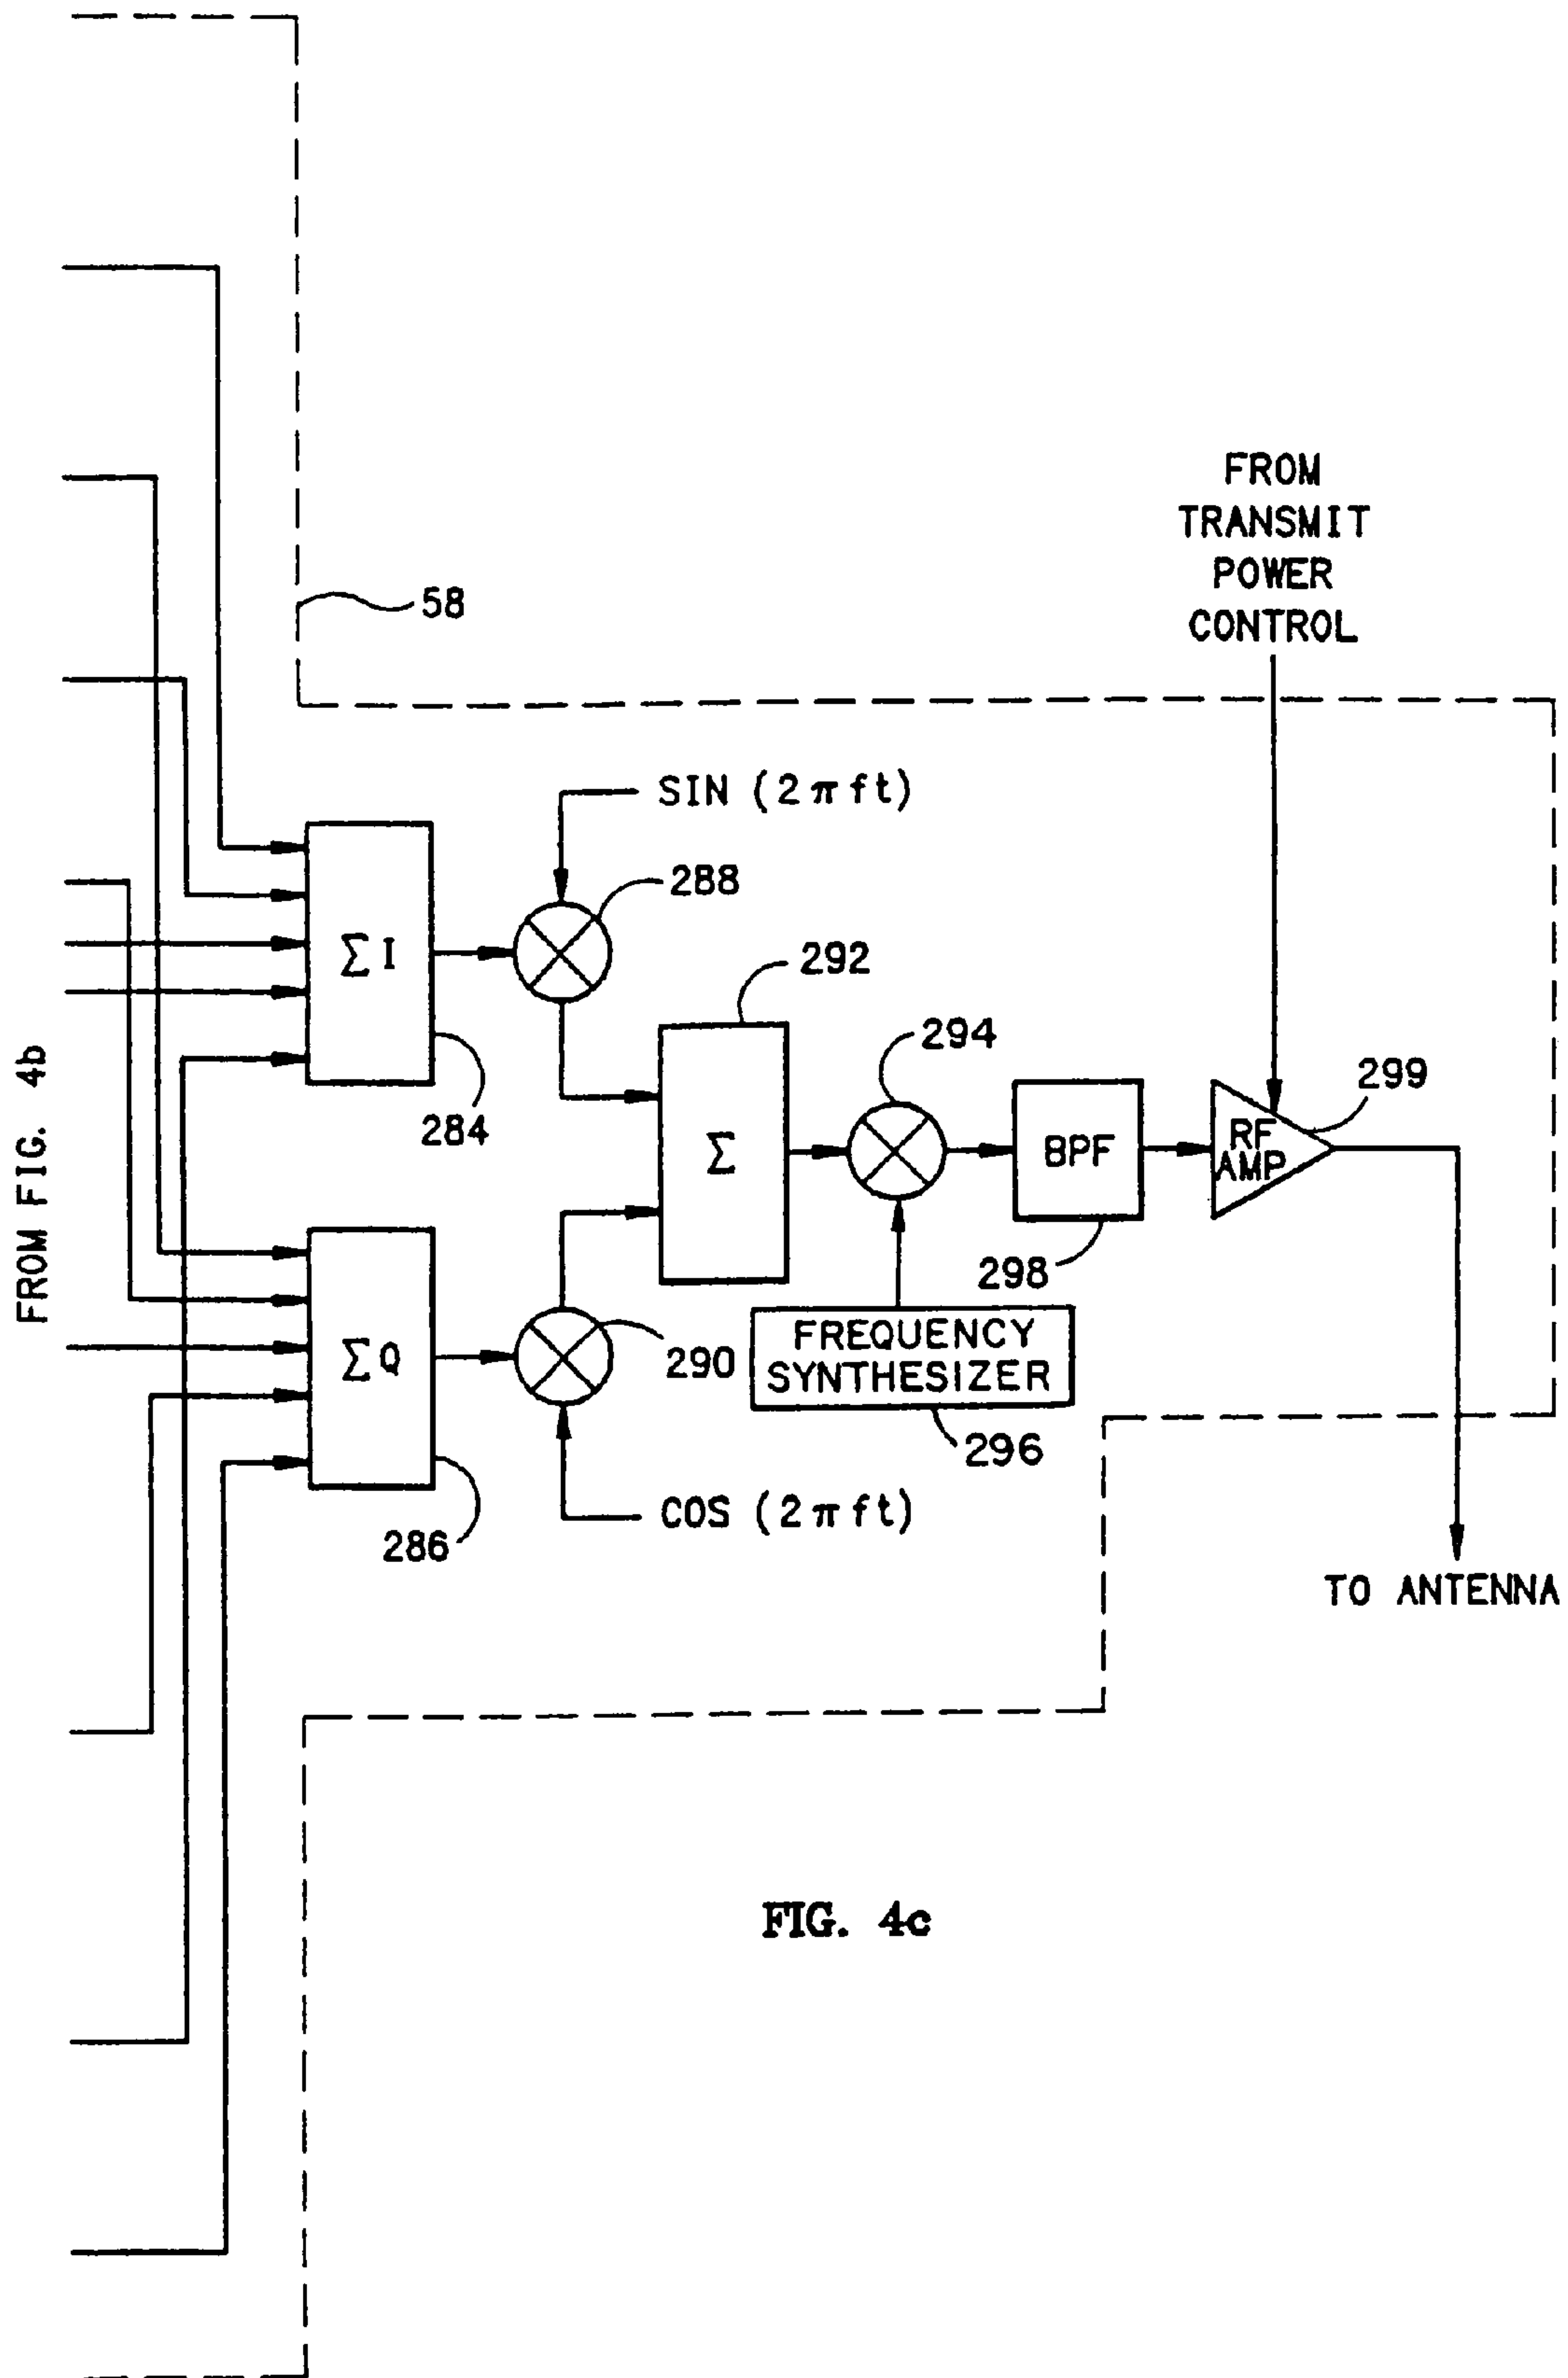 FROM FIG. 4b
58
FROM
TRANSMIT
POWER
CONTROL
SIN (2πft)
288
ΣI
284
292
294
299
Σ
BPF
RF
AMP
298
ΣQ
290
FREQUENCY
SYNTHESIZER
296
286
COS (2πft)
TO ANTENNA
FIG. 4c